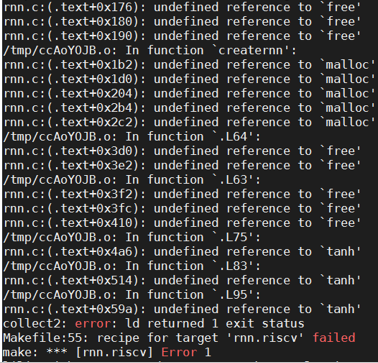 rnn.c:(.text+0x176): undefined reference to `free'
rnn.c:(.text+0x180): undefined reference to `free'
rnn.c:(.text+0x190): undefined reference to `free'
/tmp/ccAoYOJB.o: In function `creaternn':
rnn.c:(.text+0x1b2): undefined reference to `malloc'
rnn.c:(.text+0x1d0): undefined reference to `malloc'
rnn.c:(.text+0x204): undefined reference to `malloc'
rnn.c:(.text+0x2b4): undefined reference to `malloc'
rnn.c:(.text+0x2c2): undefined reference to `malloc'
/tmp/ccAoYOJB.o: In function `.L64':
rnn.c:(.text+0x3d0): undefined reference to `free'
rnn.c:(.text+0x3e2): undefined reference to `free'
/tmp/ccAoYOJB.o: In function `.L63':
rnn.c:(.text+0x3f2): undefined reference to `free'
rnn.c:(.text+0x3fc): undefined reference to `free'
rnn.c:(.text+0x410): undefined reference to `free'
/tmp/ccAoYOJB.o: In function `.L75':
rnn.c:(.text+0x4a6): undefined reference to `tanh'
/tmp/ccAoYOJB.o: In function `.L83':
rnn.c:(.text+0x514): undefined reference to `tanh'
/tmp/ccAoYOJB.o: In function `.L95':
rnn.c:(.text+0x59a): undefined reference to `tanh'
collect2: error: ld returned 1 exit status
Makefile:55: recipe for target 'rnn.riscv' failed
make: *** [rnn.riscv] Error 1